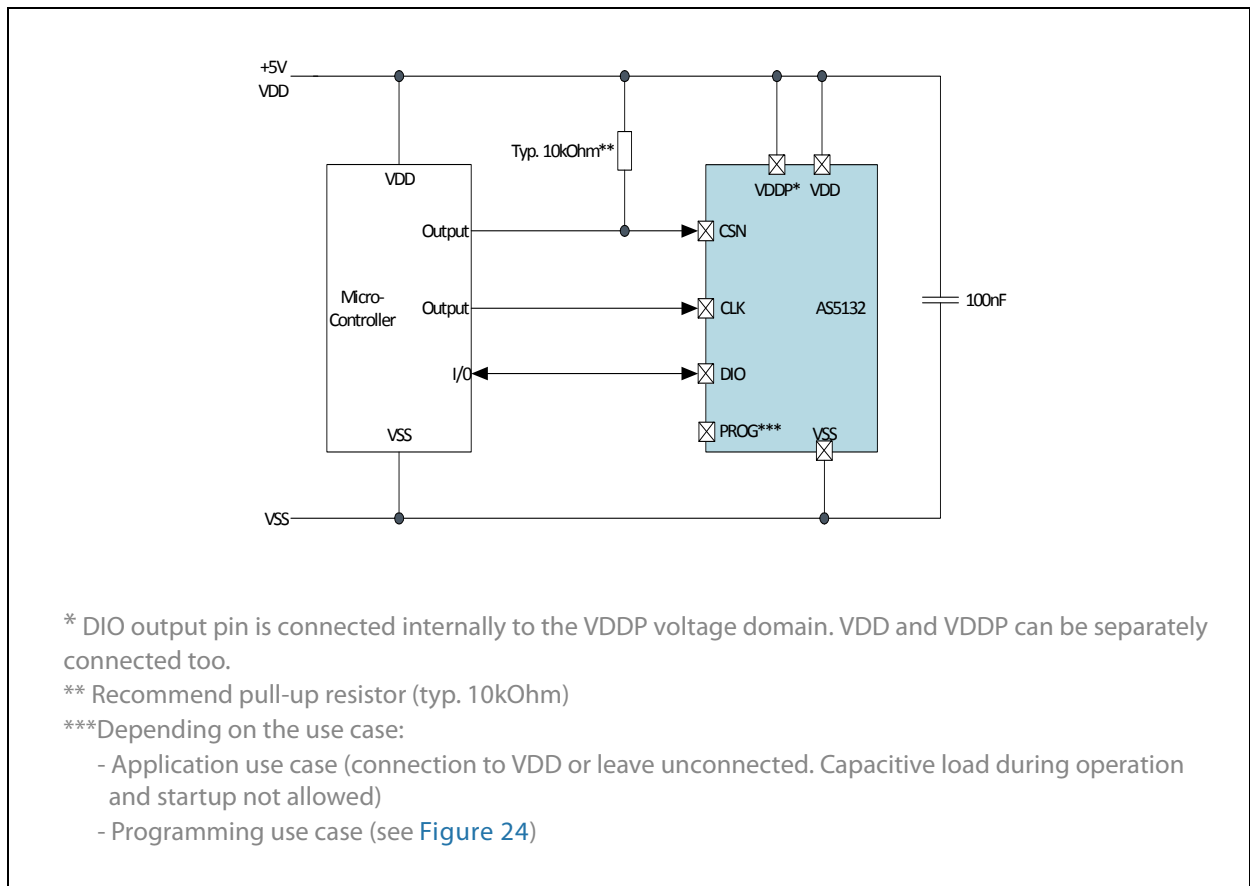 +5V
VDD
Typ. 10kOhm**
VDD
VDDP* VDD
Output
CSN
Micro-
Controller
Output
CLK
AS5132
100nF
I/0
DIO
PROG***
VSS
VSS
VSS
* DIO output pin is connected internally to the VDDP voltage domain. VDD and VDDP can be separately
connected too.
** Recommend pull-up resistor (typ. 10kOhm)
***Depending on the use case:
- Application use case (connection to VDD or leave unconnected. Capacitive load during operation
and startup not allowed)
- Programming use case (see Figure 24)